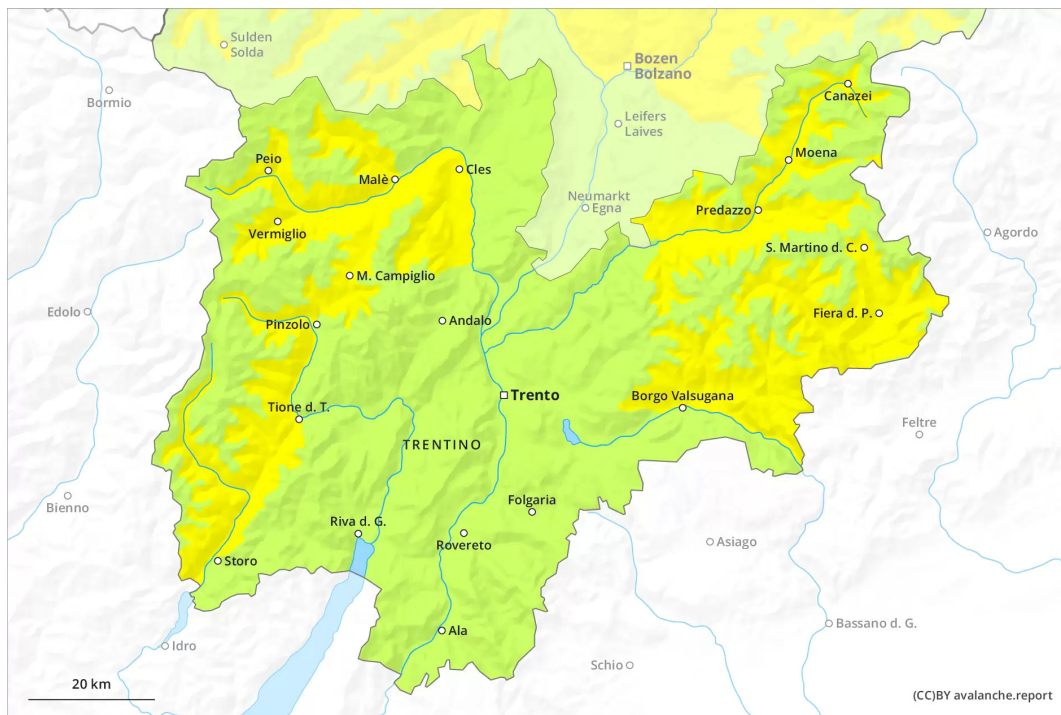 Sulden
Solda
Bozen
Bolzano
Bormio
Canazei
Leifers
Laives
Moena
Peio
Malè
Cles
Neumarkt
Egna
Predazzo
Vermiglio
Agordo
S. Martino d. C.
M. Campiglio
Edolo
Pinzolo
Andalo
Fiera d. P.
Trento
Tione d. T.
Borgo Valsugana
Feltre
TRENTINO
Bienno
Folgaria
Riva d. G.
Rovereto
Asiago
Storo
Ala
Bassano d. G.
Idro
Schio
20 km
(CC)BY avalanche.report